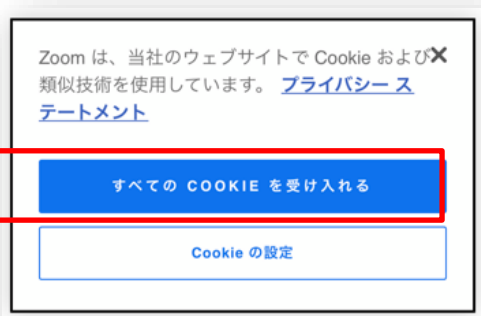 Zoom は、当社のウェブサイトで Cookie および
類似技術を使用しています。 プライバシー ス
テートメント
すべての COOKIE を受け入れる
Cookie の設定